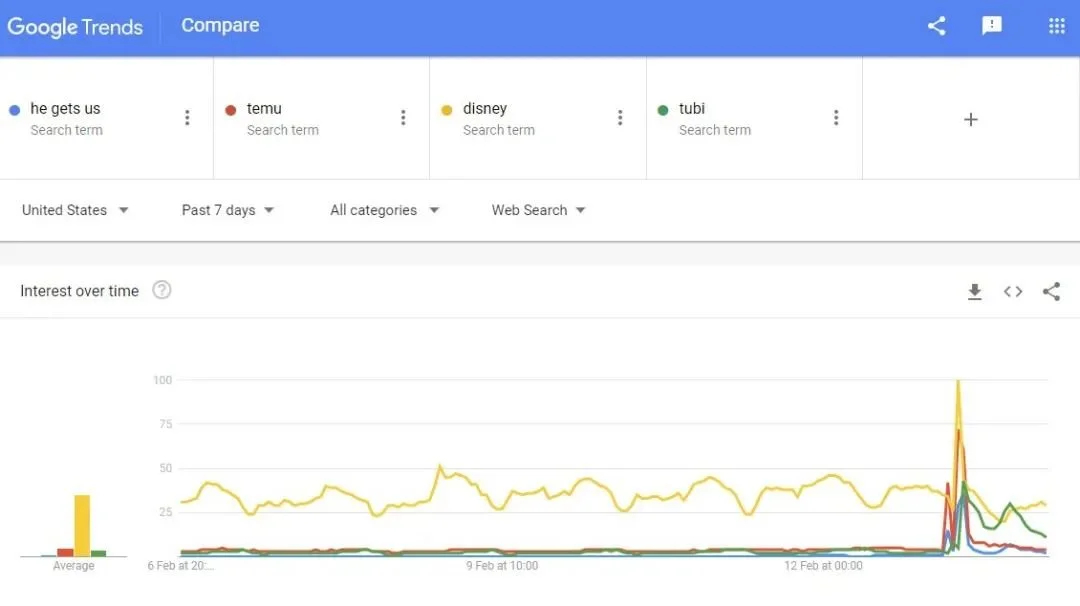 Google Trends Compare
he gets us
Search term
temu
Search term
disney
Search term
tubi
Search term
+
United States
Past 7 days
All categories
Web Search
Interest over time ?
100
75
50
25
Average
6 Feb at 20:...
9 Feb at 10:00
12 Feb at 00:00